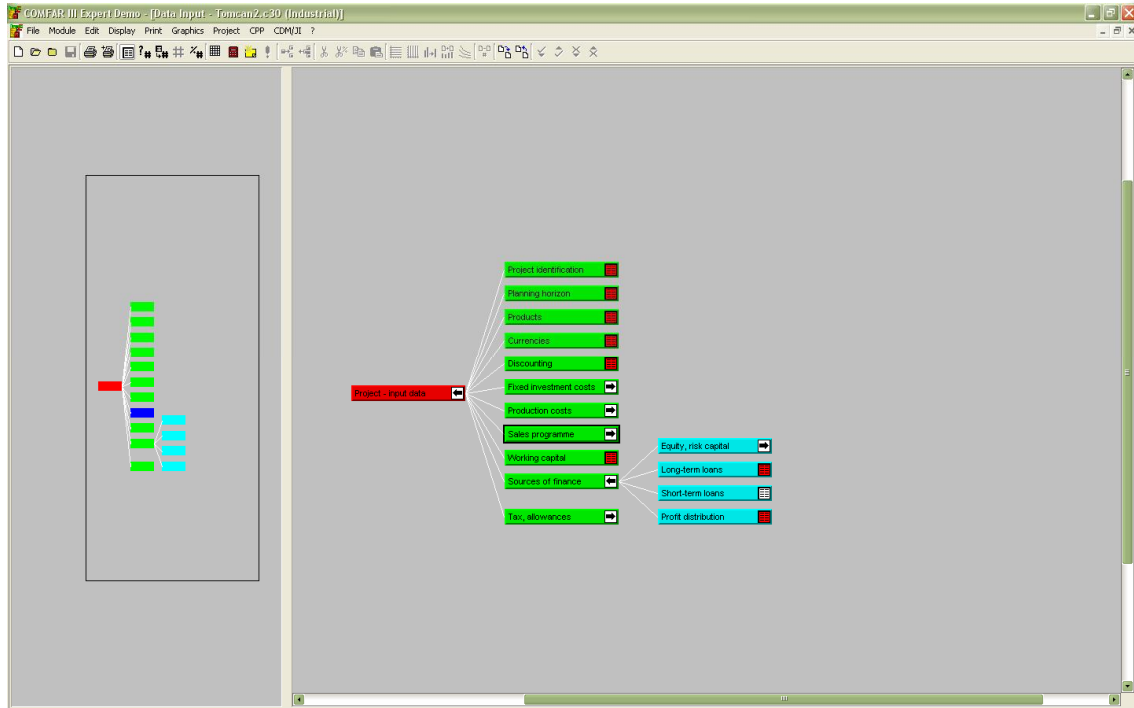 COMFAR III Expert Demo - [Data Input - Tomcan2.c30 (Industrial)]
File Module Edit Display Print Graphics Project CPP CDM/JI ?
Project identification
Planning horizon
Products
Currencies
Discounting
Fixed investment costs
Project - input data
Production costs
Sales programme
Equity, risk capital
Working capital
Long-term loans
Sources of finance
Short-term loans
Tax, allowances
Profit distribution